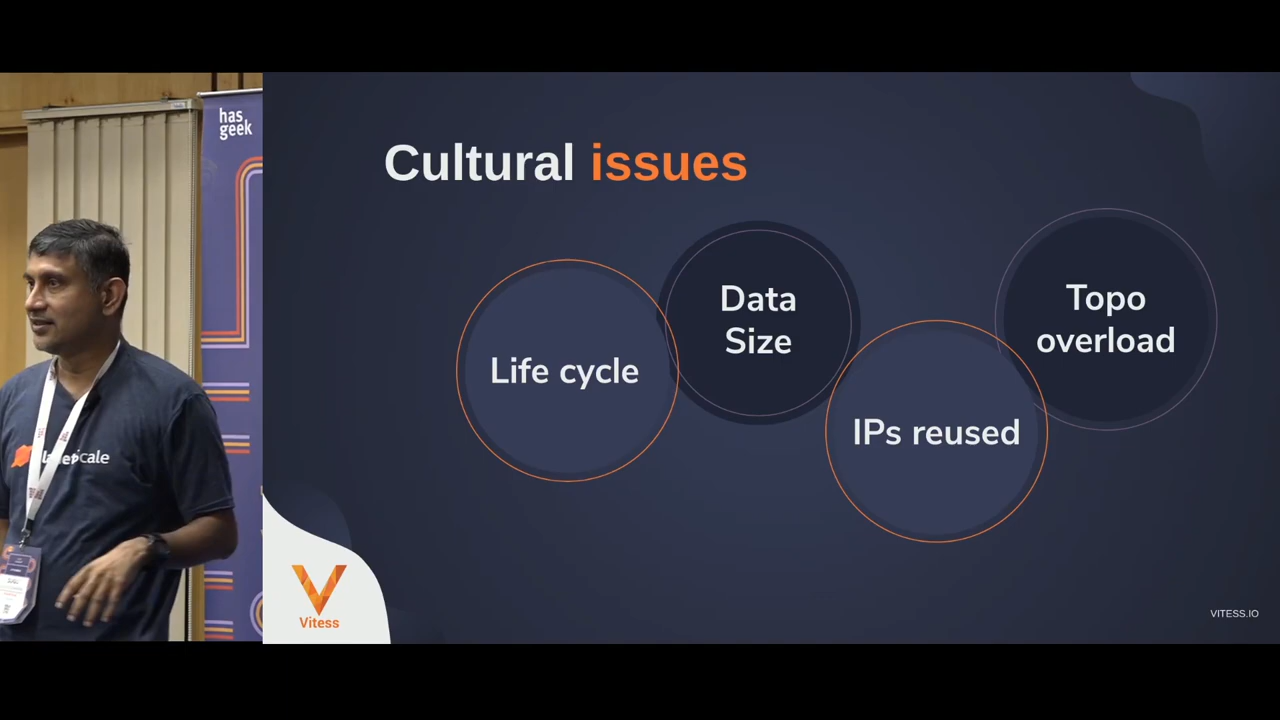 has
geek
Cultural issues
Data
Size
Topo
overload
Life cycle
IPs reused
Vitess
VITESS.IO